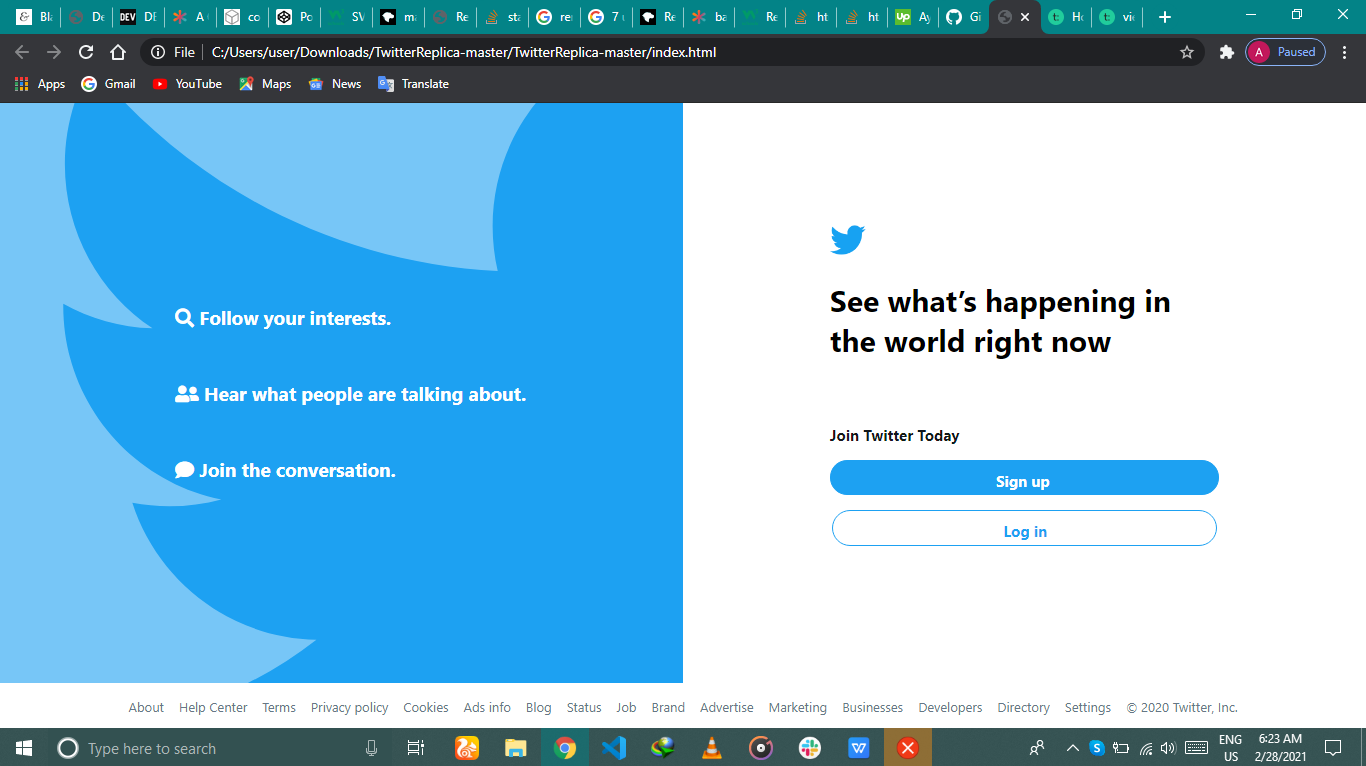 Bla
De
DEV
DE
A
co
Po
SV
ma
Re
sta
re
7
Re
ba
Re
ht
ht
Up
Ay
Gi
Ho
vie
File
C:/Users/user/Downloads/TwitterReplica-master/TwitterReplica-master/index.html
A
Paused
Apps
Gmail
YouTube
Maps
News
Translate
Follow your interests.
Hear what people are talking about.
Join the conversation.
See what’s happening in
the world right now
Join Twitter Today
Sign up
Log in
About Help Center Terms Privacy policy Cookies Ads info Blog Status Job Brand Advertise Marketing Businesses Developers Directory Settings © 2020 Twitter, Inc.
Type here to search
ENG
US
6:23 AM
2/28/2021